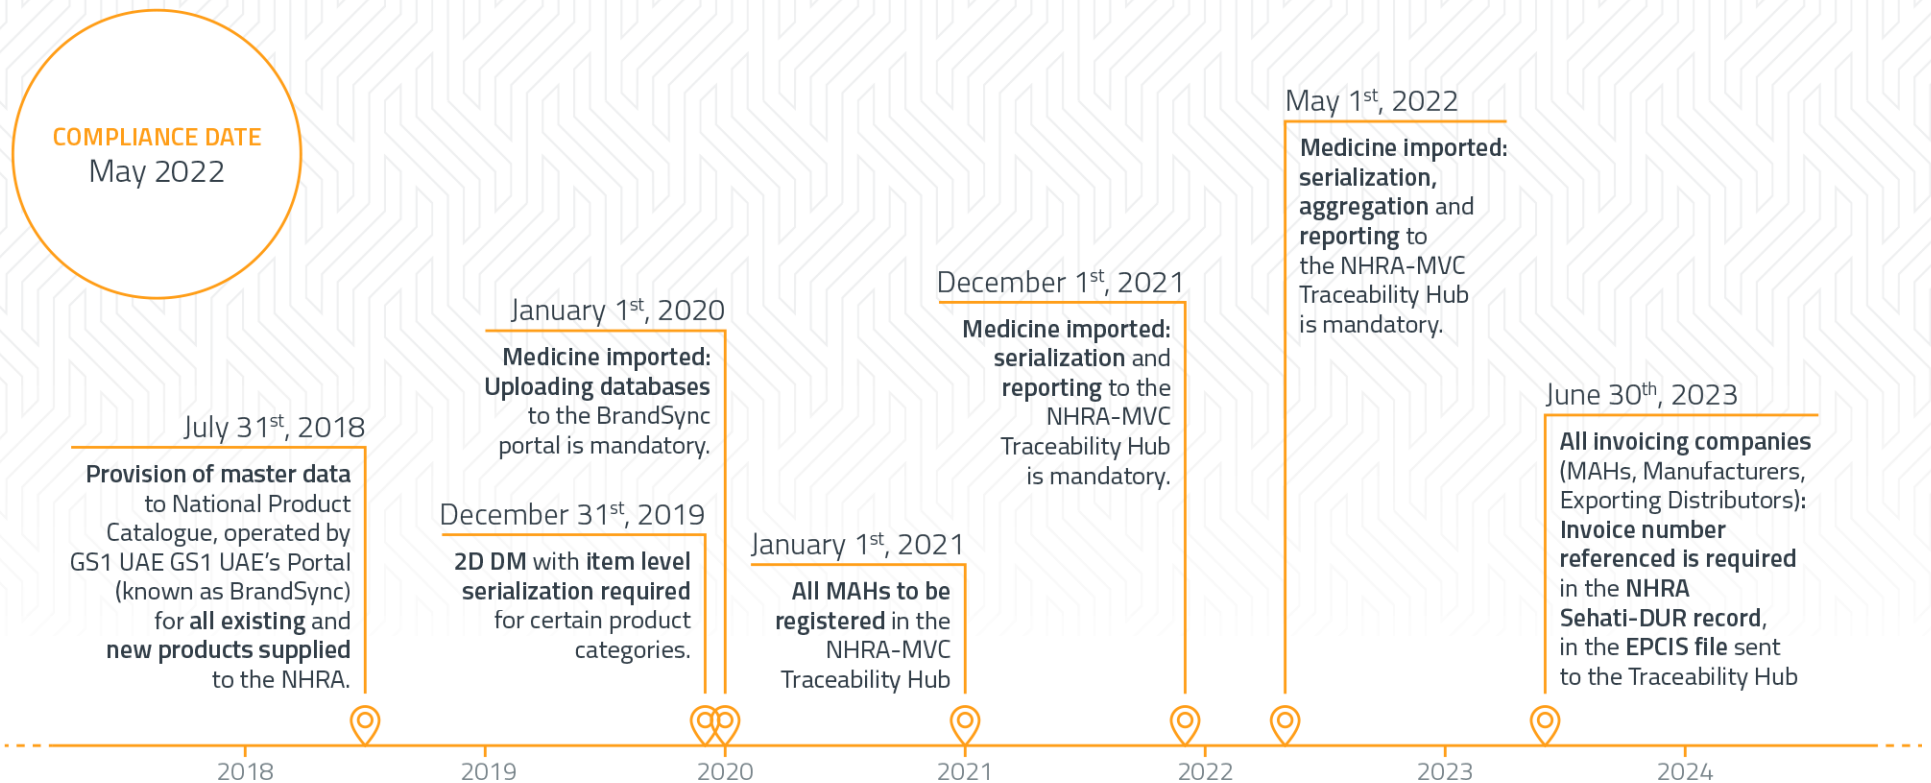 COMPLIANCE DATE
May 2022
July 31st, 2018
Provision of master data
to National Product
Catalogue, operated by
GS1 UAE GS1 UAE's Portal
(known as BrandSync)
for all existing and
new products supplied
to the NHRA.
January 1st, 2020
Medicine imported:
Uploading databases
to the BrandSync
portal is mandatory.
December 31st, 2019
2D DM with item level
serialization required
for certain product
categories.
January 1st, 2021
All MAHs to be
registered in the
NHRA-MVC
Traceability Hub
December 1st, 2021
Medicine imported:
serialization and
reporting to the
NHRA-MVC
Traceability Hub
is mandatory.
May 1st, 2022
Medicine imported:
serialization,
aggregation and
reporting to
the NHRA-MVC
Traceability Hub
is mandatory.
June 30th, 2023
All invoicing companies
(MAHs, Manufacturers,
Exporting Distributors):
Invoice number
referenced is required
in the NHRA
Sehati-DUR record,
in the EPCIS file sent
to the Traceability Hub
2018
2019
2020
2021
2022
2023
2024